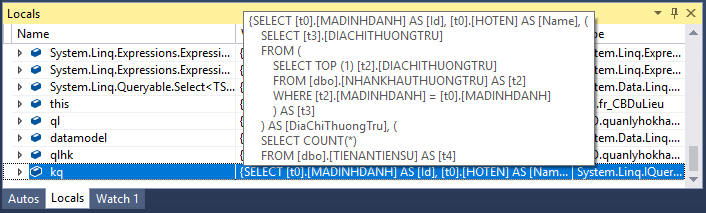 Locals
Name
System.Linq.Expressions.Expressi...
System.Linq.Expressions.Expressi...
System.Linq.Queryable.Select<TS...
this
ql
datamodel
qlhk
kq
{SELECT [t0].[MADINHDANH] AS [Id], [t0].[HOTEN] AS [Name], (
SELECT [t3].[DIACHITHUONGTRU]
FROM (
SELECT TOP (1) [t2].[DIACHITHUONGTRU]
FROM [dbo].[NHANKHAUTHUONGTRU] AS [t2]
WHERE [t2].[MADINHDANH] = [t0].[MADINHDANH]
) AS [t3]
) AS [DiaChiThuongTru], (
SELECT COUNT(*)
FROM [dbo].[TIENANTIENSU] AS [t4]
{SELECT [t0].[MADINHDANH] AS [Id], [t0].[HOTEN] AS [Nam...
System.Linq.Expre...
System.Linq.Expre...
System.Data.Linq....
.fr_CBDuLieu
.quanlyhokha...
System.Data.Linq....
.quanlyhokha...
System.Linq.IQuer...
Autos
Locals
Watch 1